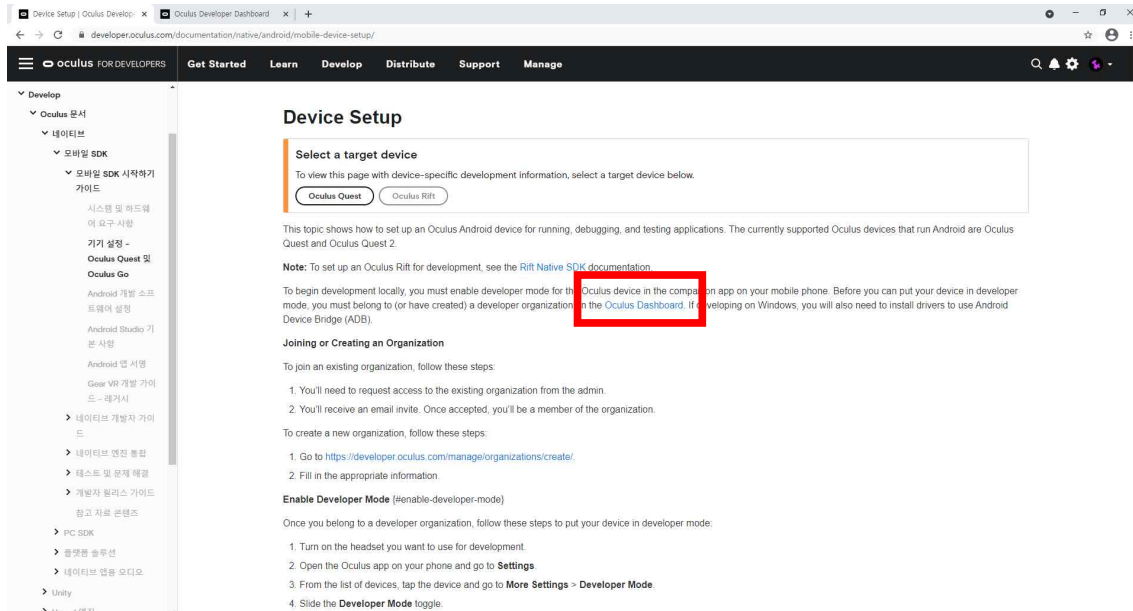 Device Setup | Oculus Develop
Oculus Developer Dashboard
developer.oculus.com/documentation/native/android/mobile-device-setup/
oculus FOR DEVELOPERS
Get Started
Learn
Develop
Distribute
Support
Manage
Develop
Oculus 문서
네이티브
모바일 SDK
모바일 SDK 시작하기
가이드
시스템 및 하드웨
어 요구 사항
기기 설정 -
Oculus Quest 및
Oculus Go
Android 개발 소프
트웨어 설정
Android Studio 기
본 사항
Android 앱 서명
Gear VR 개발 가이
드 - 레거시
네이티브 개발자 가이
드
네이티브 엔진 통합
테스트 및 문제 해결
개발자 릴리스 가이드
참고 자료 콘텐츠
PC SDK
플랫폼 솔루션
네이티브 앱용 오디오
Unity
Device Setup
Select a target device
To view this page with device-specific development information, select a target device below.
Oculus Quest
Oculus Rift
This topic shows how to set up an Oculus Android device for running, debugging, and testing applications. The currently supported Oculus devices that run Android are Oculus
Quest and Oculus Quest 2.
Note: To set up an Oculus Rift for development, see the Rift Native SDK documentation.
To begin development locally, you must enable developer mode for the Oculus device in the companion app on your mobile phone. Before you can put your device in developer
mode, you must belong to (or have created) a developer organization in the Oculus Dashboard. If developing on Windows, you will also need to install drivers to use Android
Device Bridge (ADB).
Joining or Creating an Organization
To join an existing organization, follow these steps:
1. You'll need to request access to the existing organization from the admin.
2. You'll receive an email invite. Once accepted, you'll be a member of the organization.
To create a new organization, follow these steps:
1. Go to https://developer.oculus.com/manage/organizations/create/.
2. Fill in the appropriate information.
Enable Developer Mode {#enable-developer-mode}
Once you belong to a developer organization, follow these steps to put your device in developer mode:
1. Turn on the headset you want to use for development.
2. Open the Oculus app on your phone and go to Settings.
3. From the list of devices, tap the device and go to More Settings > Developer Mode.
4. Slide the Developer Mode toggle.